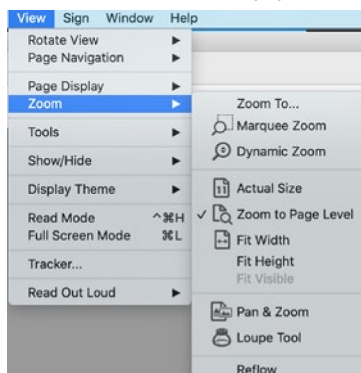 View Sign Window Help
Rotate View
Page Navigation
Page Display
Zoom
Tools
Show/Hide
Display Theme
Read Mode ^⌘H
Full Screen Mode ⌘L
Tracker...
Read Out Loud
Zoom To...
Marquee Zoom
Dynamic Zoom
Actual Size
✓ Zoom to Page Level
Fit Width
Fit Height
Fit Visible
Pan & Zoom
Loupe Tool
Reflow